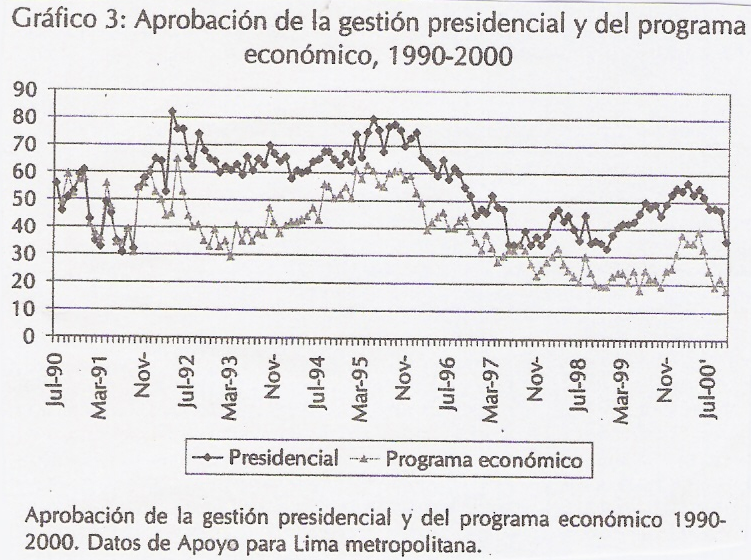 Gráfico 3: Aprobación de la gestión presidencial y del programa
económico, 1990-2000
90
80
70
60
50
40
30
20
10
0
Jul-90
Mar-91
Nov-
Jul-92
Mar-93
Nov-
Jul-94
Mar-95
Nov-
Jul-96
Mar-97
Nov-
Jul-98
Mar-99
Nov-
Jul-00'
Presidencial
Programa económico
Aprobación de la gestión presidencial y del programa económico 1990-
2000. Datos de Apoyo para Lima metropolitana.